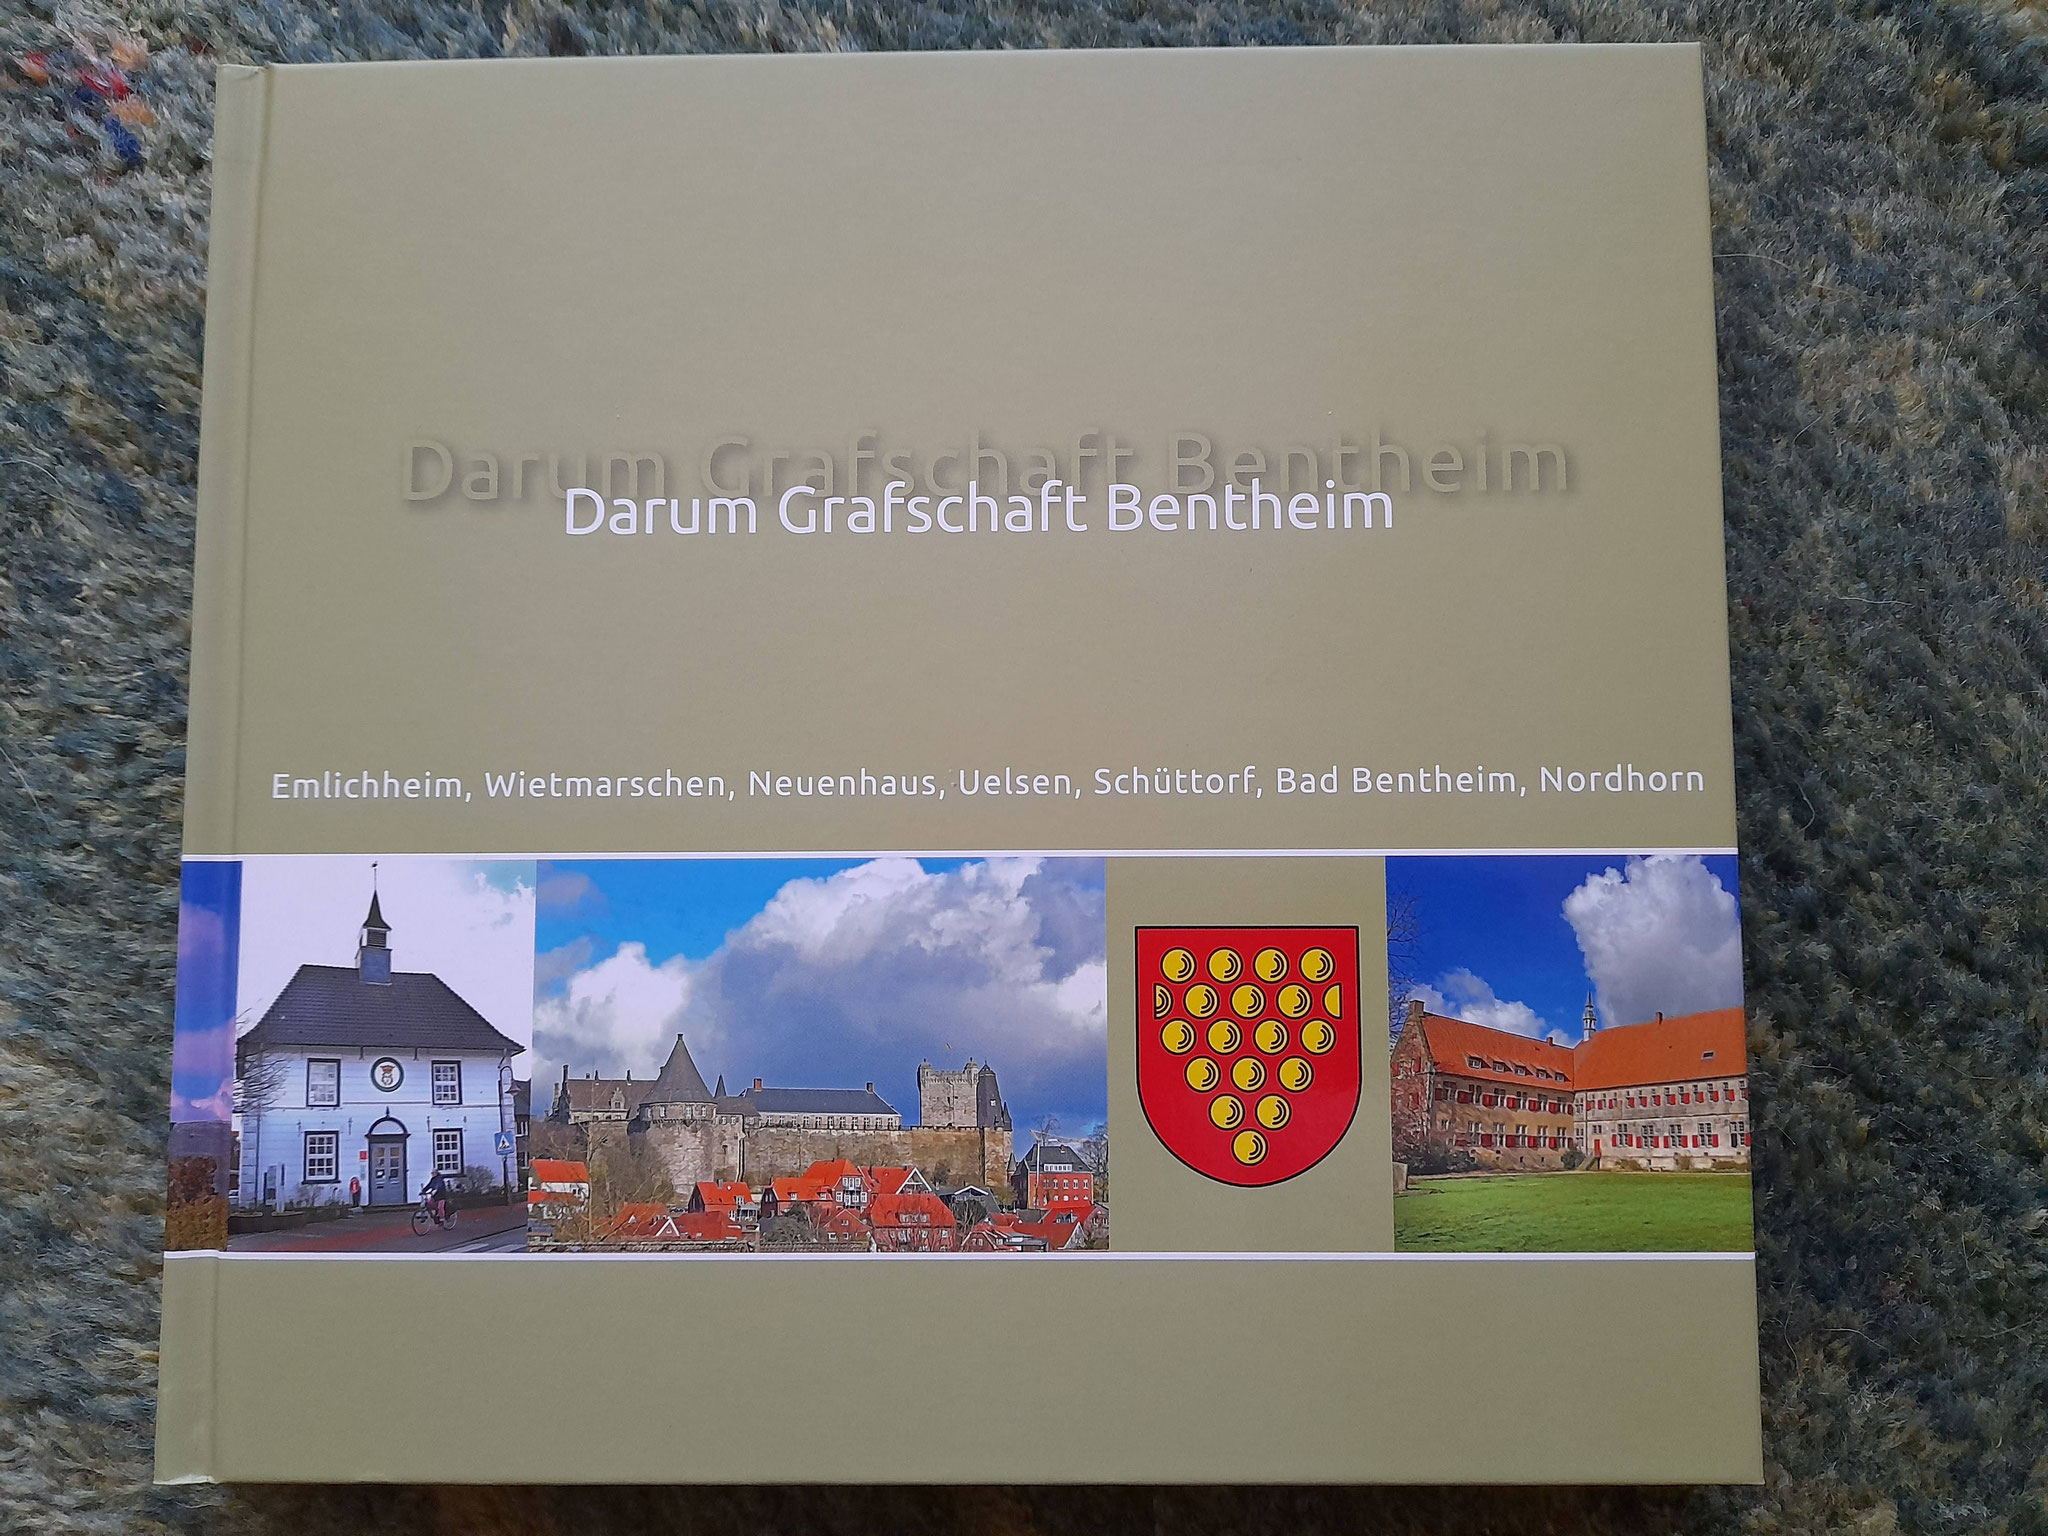 Darum Grafschaft Bentheim
Darum Grafschaft Bentheim
Emlichheim, Wietmarschen, Neuenhaus, Uelsen, Schüttorf, Bad Bentheim, Nordhorn